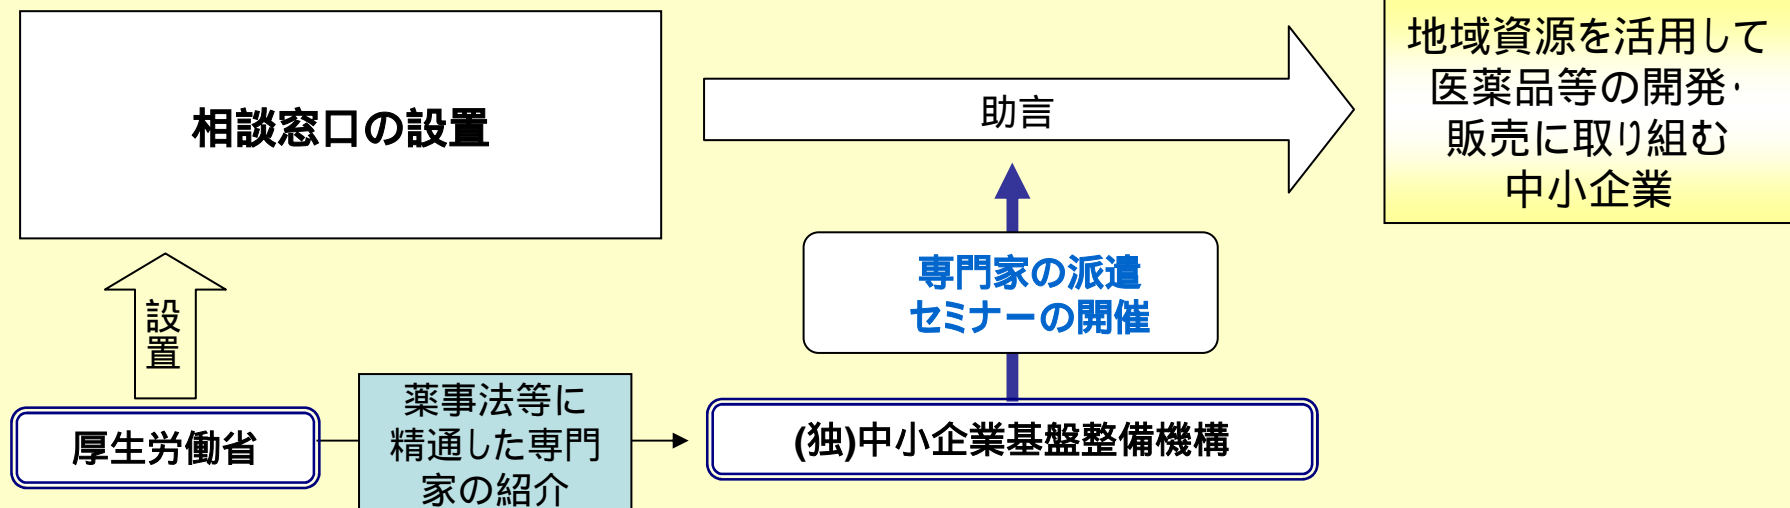 相談窓口の設置
助言
地域資源を活用して
医薬品等の開発・
販売に取り組む
中小企業
専門家の派遣
セミナーの開催
設置
厚生労働省
薬事法等に
精通した専門
家の紹介
(独)中小企業基盤整備機構